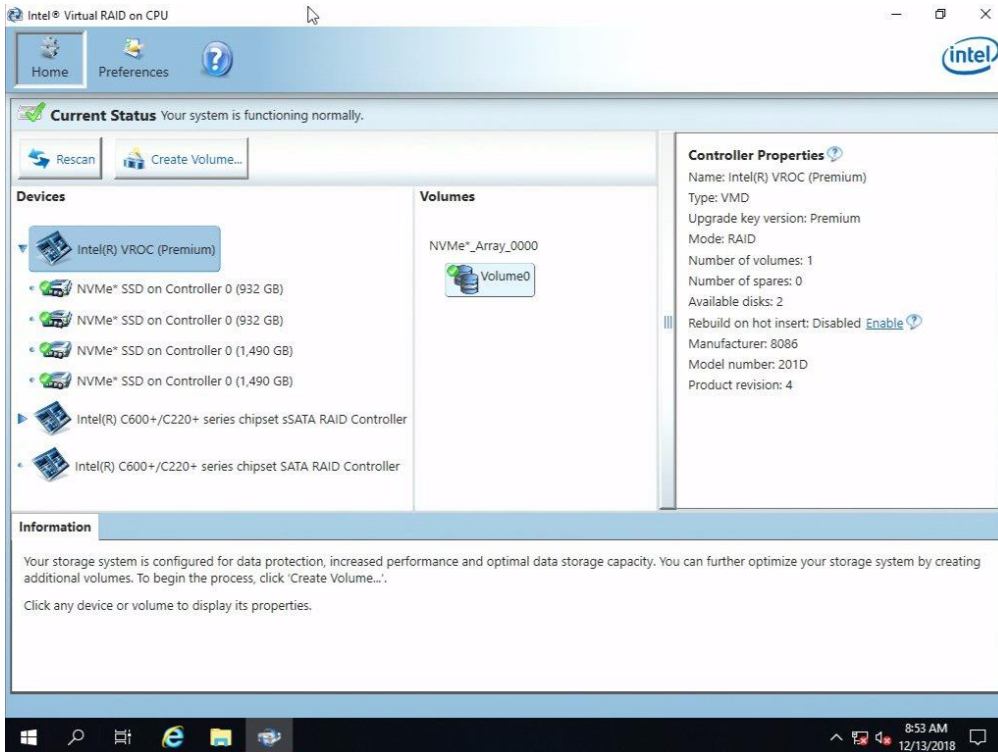 Intel® Virtual RAID on CPU
Home
Preferences
?
intel
Current Status Your system is functioning normally.
Rescan
Create Volume...
Devices
Intel(R) VROC (Premium)
NVMe* SSD on Controller 0 (932 GB)
NVMe* SSD on Controller 0 (932 GB)
NVMe* SSD on Controller 0 (1,490 GB)
NVMe* SSD on Controller 0 (1,490 GB)
Intel(R) C600+/C220+ series chipset sSATA RAID Controller
Intel(R) C600+/C220+ series chipset SATA RAID Controller
Volumes
NVMe*_Array_0000
Volume0
Controller Properties ?
Name: Intel(R) VROC (Premium)
Type: VMD
Upgrade key version: Premium
Mode: RAID
Number of volumes: 1
Number of spares: 0
Available disks: 2
Rebuild on hot insert: Disabled Enable ?
Manufacturer: 8086
Model number: 201D
Product revision: 4
Information
Your storage system is configured for data protection, increased performance and optimal data storage capacity. You can further optimize your storage system by creating
additional volumes. To begin the process, click 'Create Volume...'.
Click any device or volume to display its properties.
8:53 AM
12/13/2018